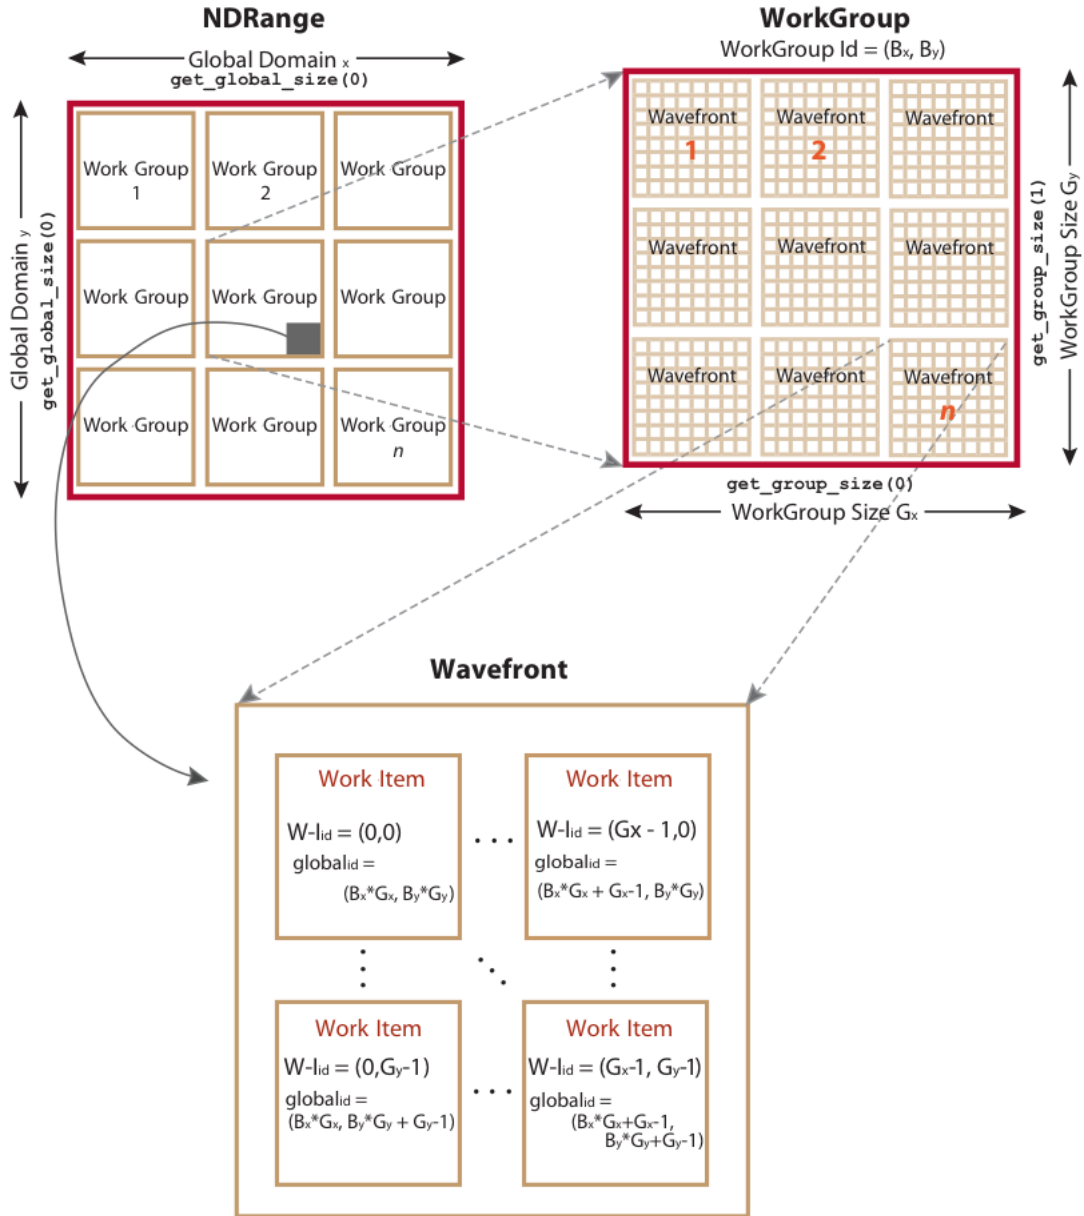 NDRange
Global Domain x
get_global_size(0)
Global Domain y
get_global_size(0)
Work Group
1
Work Group
2
Work Group
Work Group
Work Group
Work Group
Work Group
Work Group
Work Group
n
WorkGroup
WorkGroup Id = (Bx, By)
Wavefront
1
Wavefront
2
Wavefront
Wavefront
Wavefront
Wavefront
Wavefront
Wavefront
Wavefront
n
get_group_size(1)
WorkGroup Size Gy
get_group_size(0)
WorkGroup Size Gx
Wavefront
Work Item
W-Iid = (0,0)
globalid =
(Bx*Gx, By*Gy)
. . .
Work Item
W-Iid = (Gx - 1,0)
globalid =
(Bx*Gx + Gx-1, By*Gy)
Work Item
W-Iid = (0,Gy-1)
globalid =
(Bx*Gx, By*Gy + Gy-1)
. . .
Work Item
W-Iid = (Gx-1, Gy-1)
globalid =
(Bx*Gx+Gx-1,
By*Gy+Gy-1)